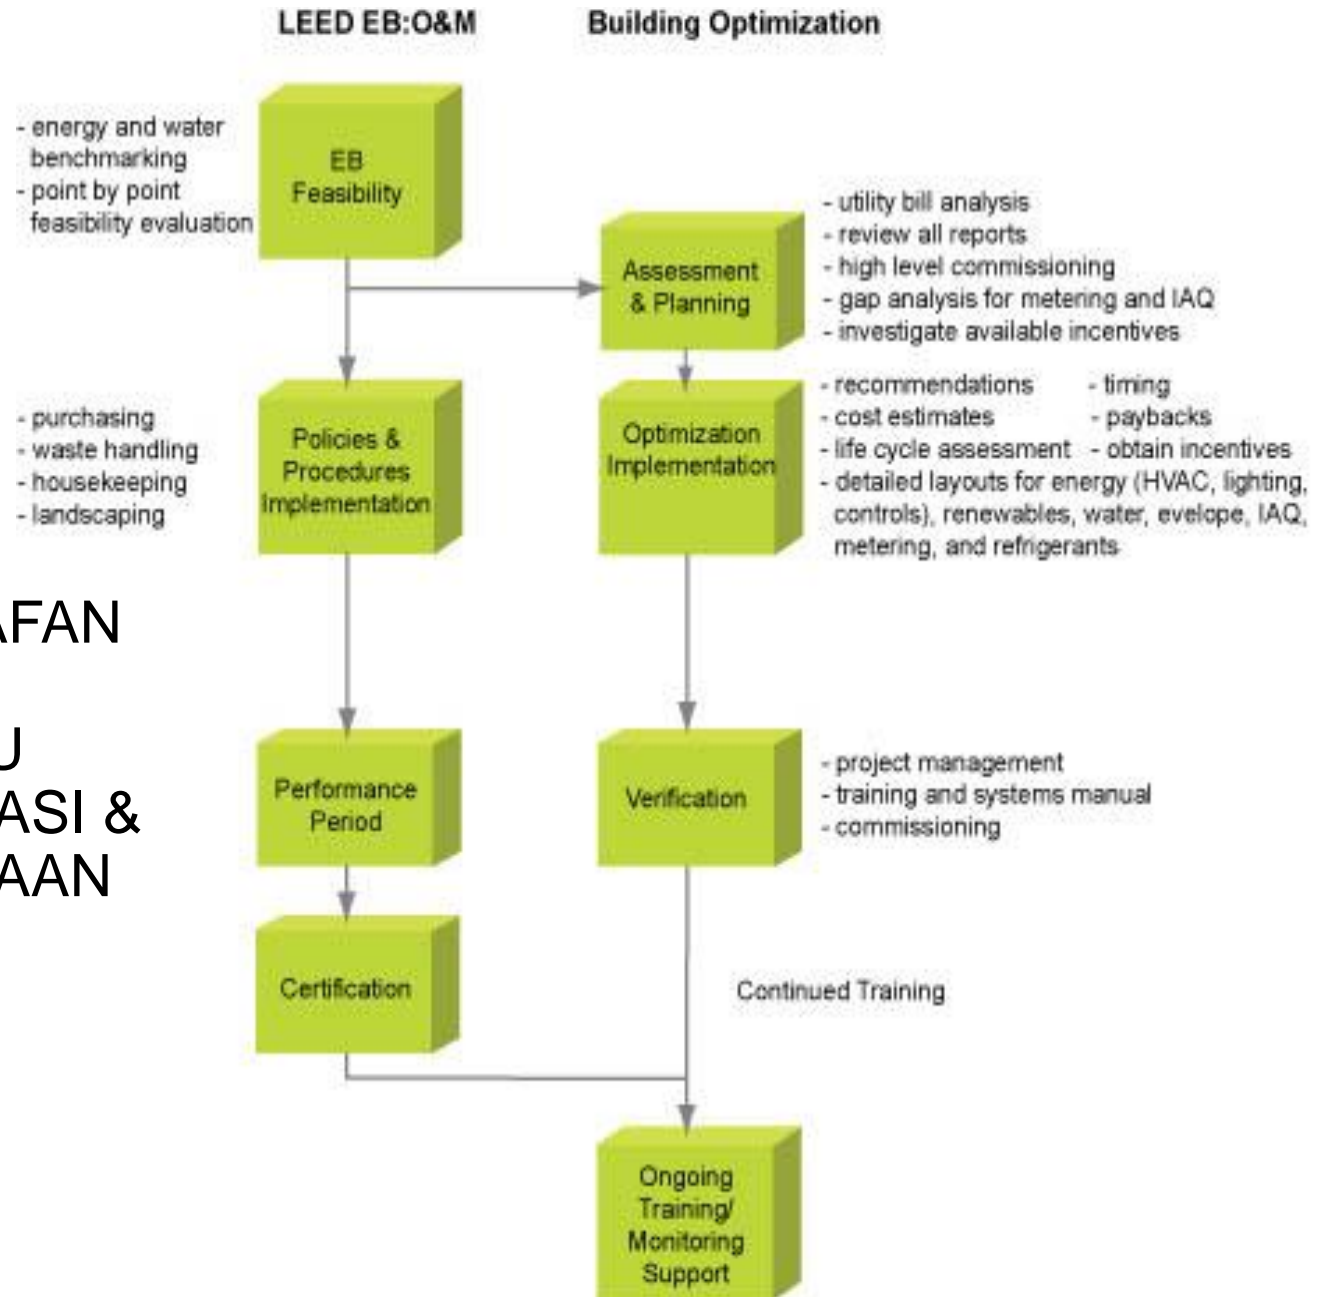 LEED EB:O&M
Building Optimization
- energy and water
benchmarking
- point by point
feasibility evaluation
EB
Feasibility
Assessment
& Planning
- utility bill analysis
- review all reports
- high level commissioning
- gap analysis for metering and IAQ
- investigate available incentives
- purchasing
- waste handling
- housekeeping
- landscaping
Policies &
Procedures
Implementation
Optimization
Implementation
- recommendations - timing
- cost estimates - paybacks
- life cycle assessment - obtain incentives
- detailed layouts for energy (HVAC, lighting,
controls), renewables, water, evelope, IAQ,
metering, and refrigerants
AFAN
U
ASI &
AAN
Performance
Period
Verification
- project management
- training and systems manual
- commissioning
Certification
Continued Training
Ongoing
Training/
Monitoring
Support